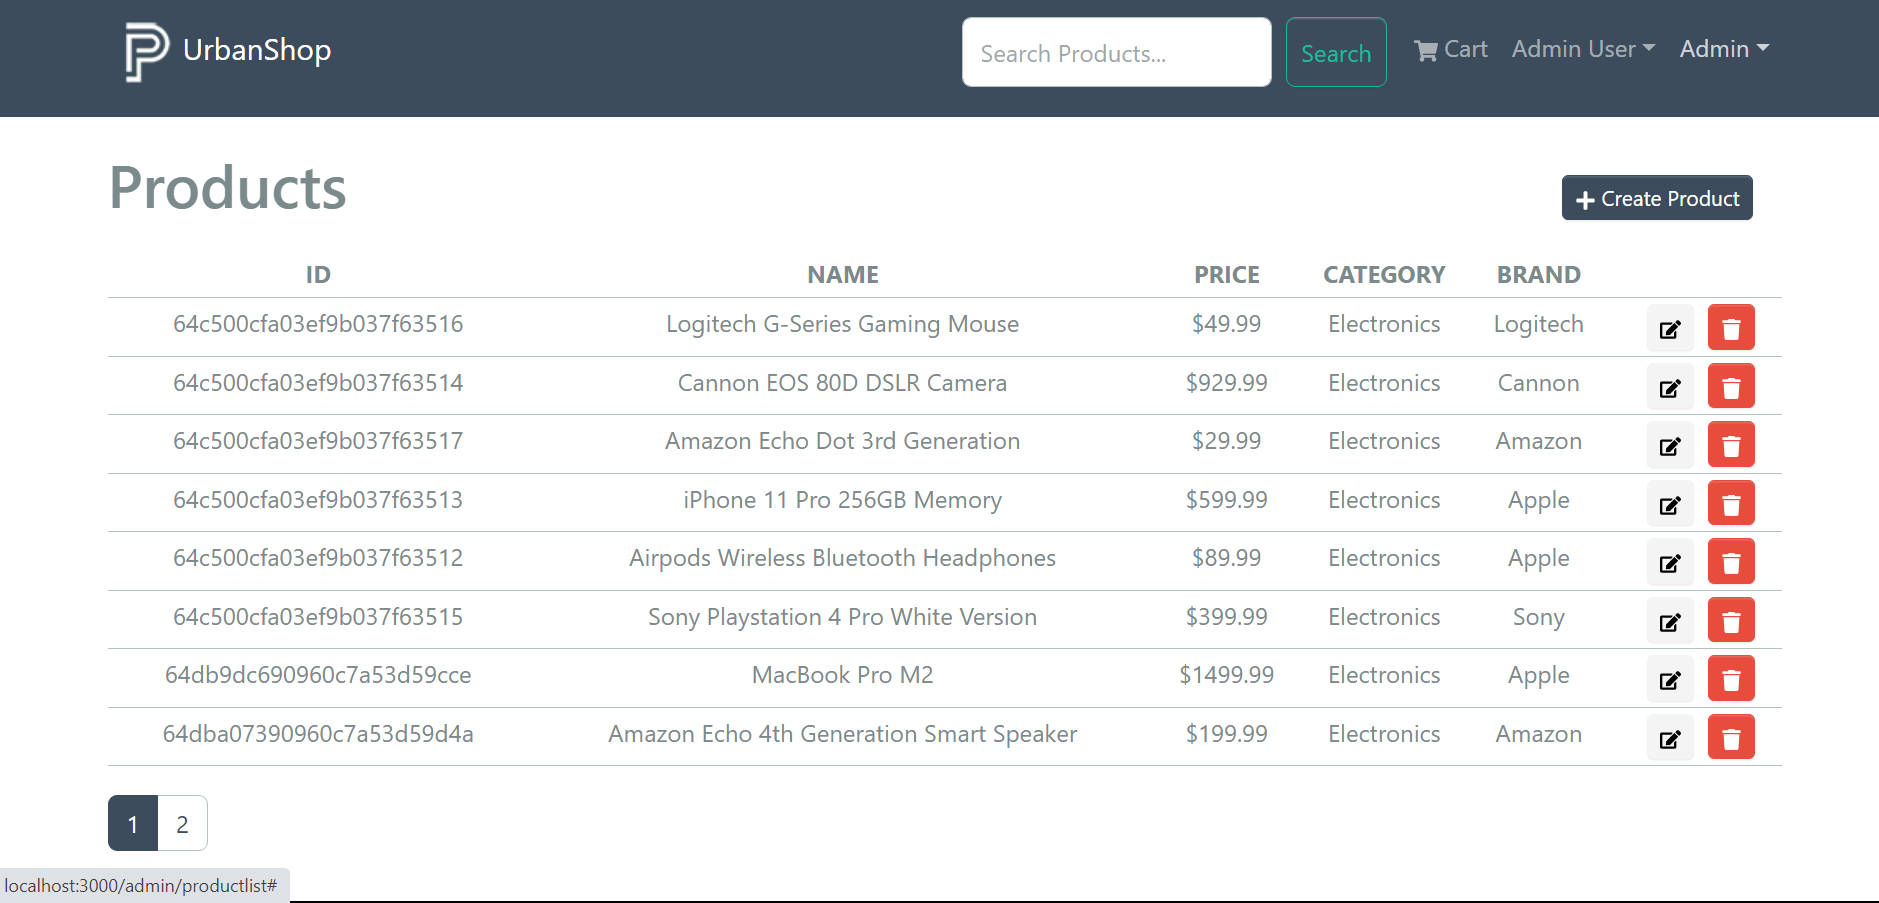 UrbanShop Search Products... Search Cart Admin User Admin
Products
Create Product
ID NAME PRICE CATEGORY BRAND
64c500cfa03ef9b037f63516 Logitech G-Series Gaming Mouse $49.99 Electronics Logitech
64c500cfa03ef9b037f63514 Cannon EOS 80D DSLR Camera $929.99 Electronics Cannon
64c500cfa03ef9b037f63517 Amazon Echo Dot 3rd Generation $29.99 Electronics Amazon
64c500cfa03ef9b037f63513 iPhone 11 Pro 256GB Memory $599.99 Electronics Apple
64c500cfa03ef9b037f63512 Airpods Wireless Bluetooth Headphones $89.99 Electronics Apple
64c500cfa03ef9b037f63515 Sony Playstation 4 Pro White Version $399.99 Electronics Sony
64db9dc690960c7a53d59cce MacBook Pro M2 $1499.99 Electronics Apple
64dba07390960c7a53d59d4a Amazon Echo 4th Generation Smart Speaker $199.99 Electronics Amazon
1 2
localhost:3000/admin/productlist#